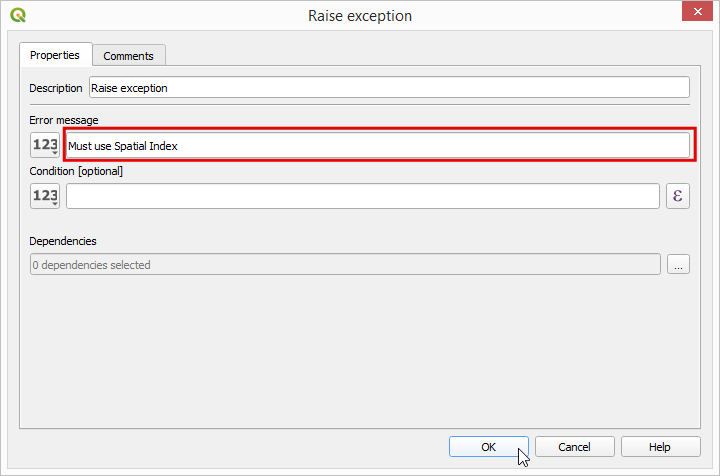 Raise exception
Properties
Comments
Description
Raise exception
Error message
123
Must use Spatial Index
Condition [optional]
123
ε
Dependencies
0 dependencies selected
...
OK
Cancel
Help